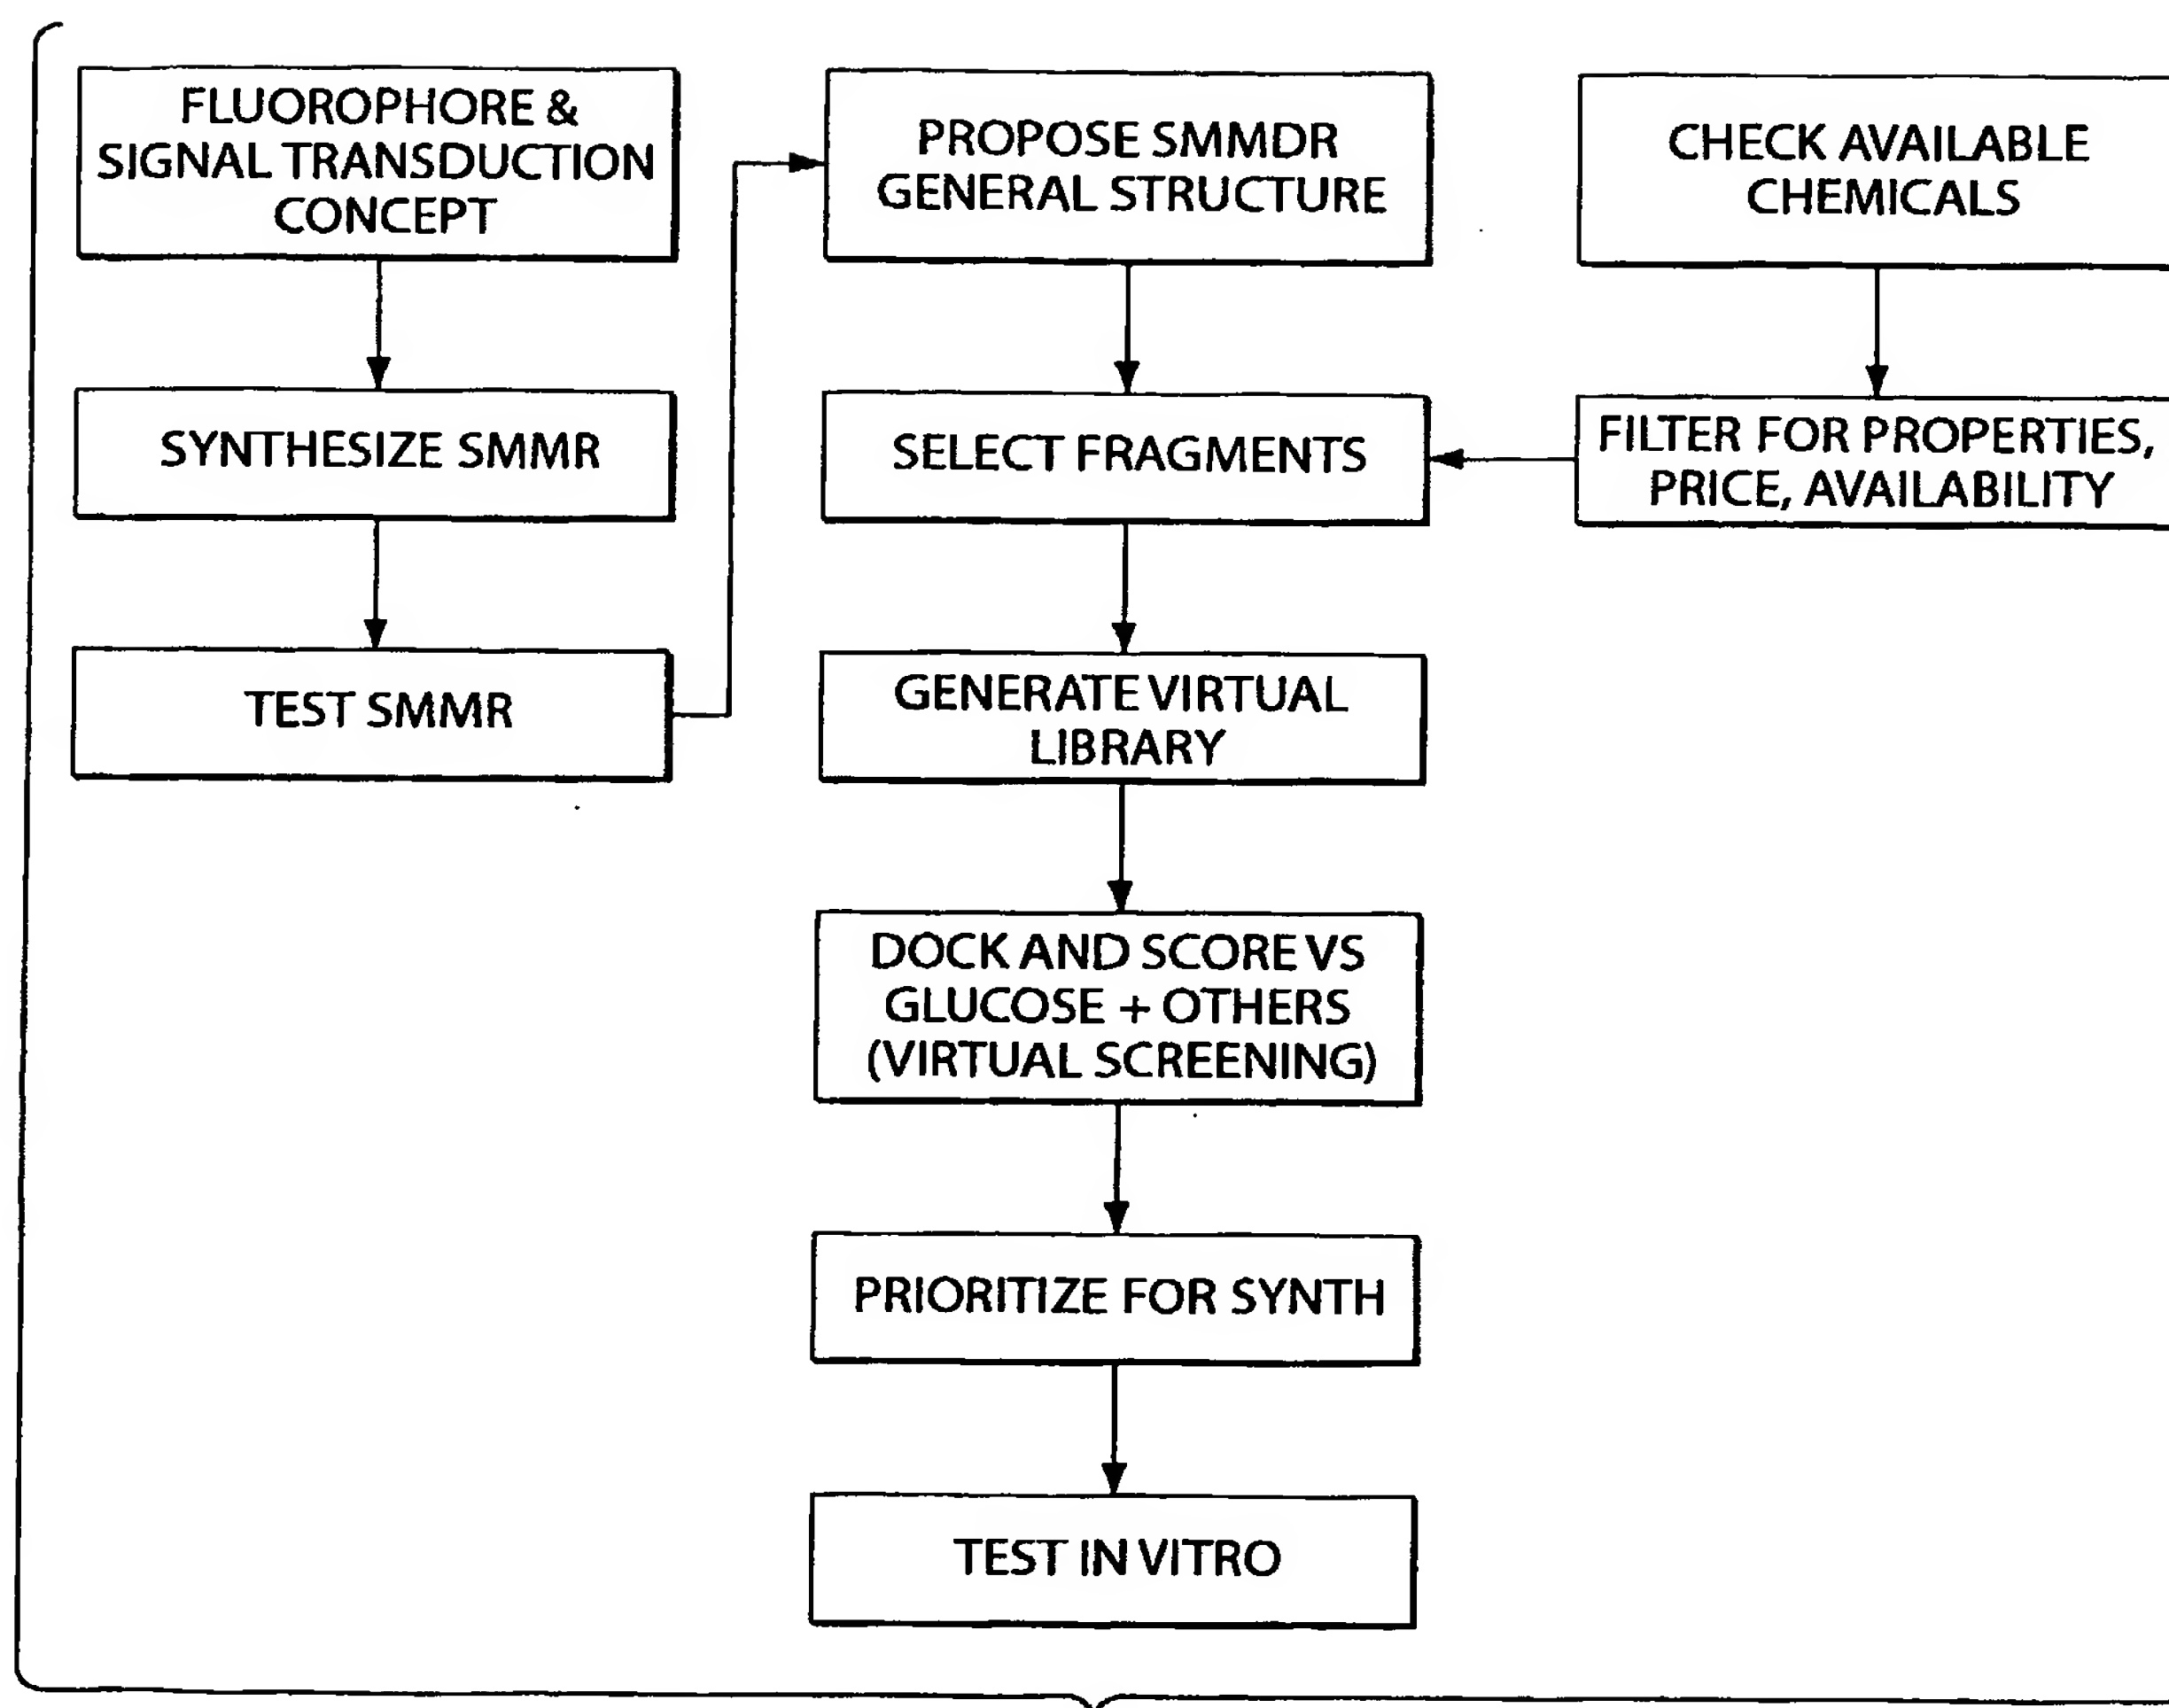 FLUOROPHORE &
SIGNAL TRANSDUCTION
CONCEPT
SYNTHESIZE SMMR
TEST SMMR
PROPOSE SMMDR
GENERAL STRUCTURE
SELECT FRAGMENTS
GENERATE VIRTUAL
LIBRARY
DOCK AND SCORE VS
GLUCOSE + OTHERS
(VIRTUAL SCREENING)
PRIORITIZE FOR SYNTH
TEST IN VITRO
CHECK AVAILABLE
CHEMICALS
FILTER FOR PROPERTIES,
PRICE, AVAILABILITY